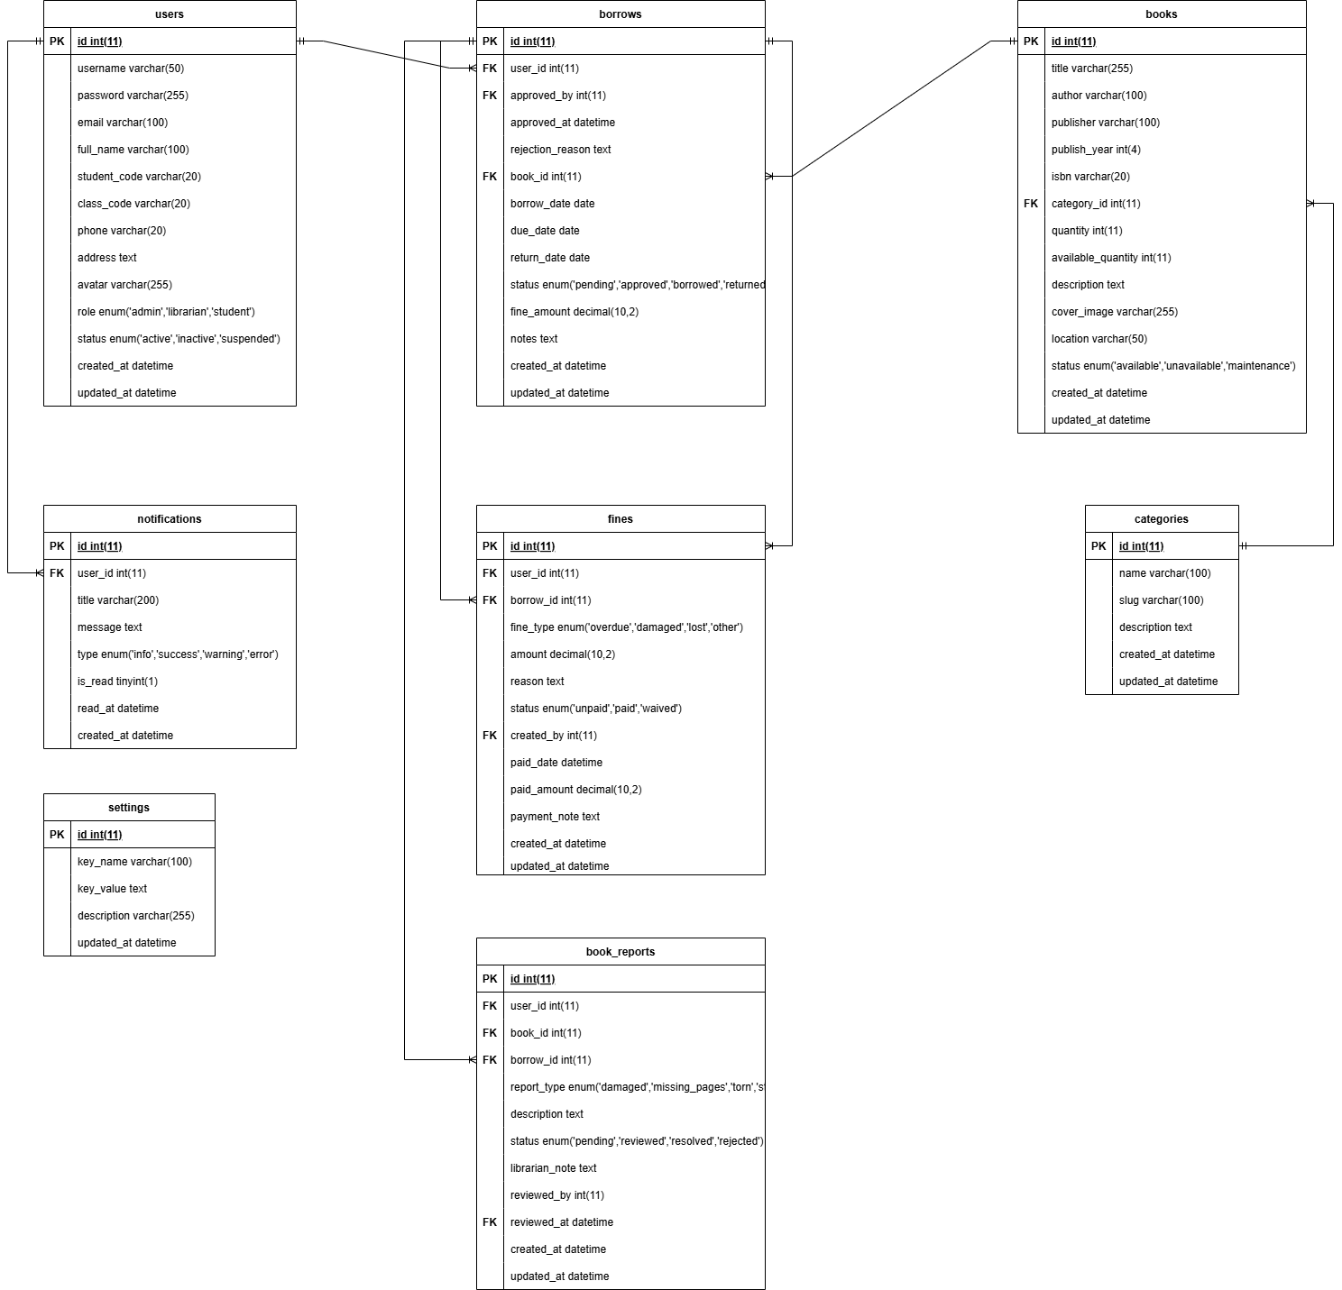 users
PK id int(11)
username varchar(50)
password varchar(255)
email varchar(100)
full_name varchar(100)
student_code varchar(20)
class_code varchar(20)
phone varchar(20)
address text
avatar varchar(255)
role enum('admin','librarian','student')
status enum('active','inactive','suspended')
created_at datetime
updated_at datetime
borrows
PK id int(11)
FK user_id int(11)
FK approved_by int(11)
approved_at datetime
rejection_reason text
FK book_id int(11)
borrow_date date
due_date date
return_date date
status enum('pending','approved','borrowed','returned
fine_amount decimal(10,2)
notes text
created_at datetime
updated_at datetime
books
PK id int(11)
title varchar(255)
author varchar(100)
publisher varchar(100)
publish_year int(4)
isbn varchar(20)
FK category_id int(11)
quantity int(11)
available_quantity int(11)
description text
cover_image varchar(255)
location varchar(50)
status enum('available','unavailable','maintenance')
created_at datetime
updated_at datetime
notifications
PK id int(11)
FK user_id int(11)
title varchar(200)
message text
type enum('info','success','warning','error')
is_read tinyint(1)
read_at datetime
created_at datetime
fines
PK id int(11)
FK user_id int(11)
FK borrow_id int(11)
fine_type enum('overdue','damaged','lost','other')
amount decimal(10,2)
reason text
status enum('unpaid','paid','waived')
FK created_by int(11)
paid_date datetime
paid_amount decimal(10,2)
payment_note text
created_at datetime
updated_at datetime
categories
PK id int(11)
name varchar(100)
slug varchar(100)
description text
created_at datetime
updated_at datetime
settings
PK id int(11)
key_name varchar(100)
key_value text
description varchar(255)
updated_at datetime
book_reports
PK id int(11)
FK user_id int(11)
FK book_id int(11)
FK borrow_id int(11)
report_type enum('damaged','missing_pages','torn','st
description text
status enum('pending','reviewed','resolved','rejected')
librarian_note text
reviewed_by int(11)
FK reviewed_at datetime
created_at datetime
updated_at datetime